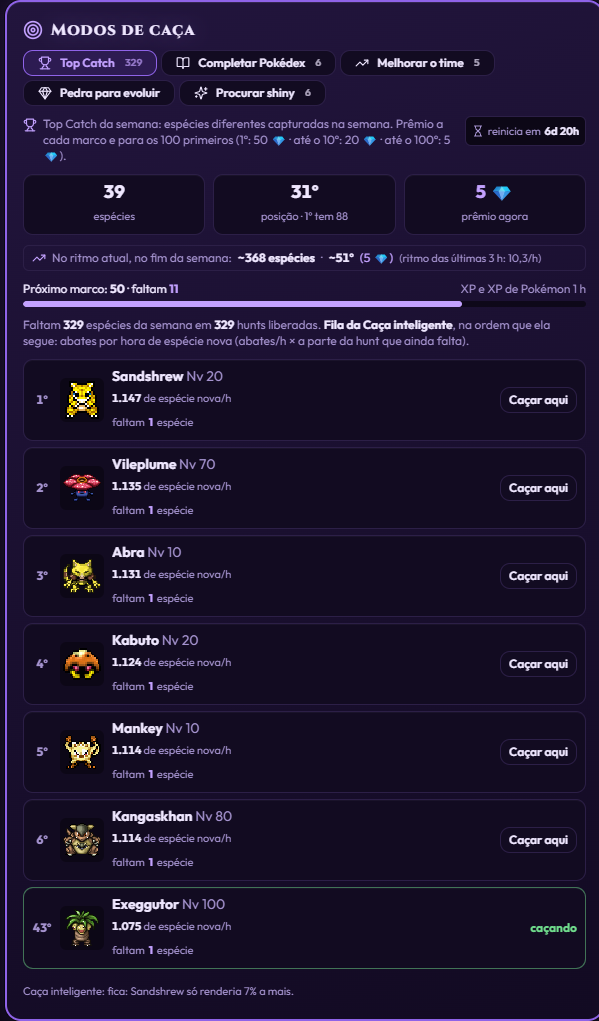 Modos de caça
Top Catch 329
Completar Pokédex 6
Melhorar o time 5
Pedra para evoluir
Procurar shiny 6
Top Catch da semana: espécies diferentes capturadas na semana. Prêmio a
cada marco e para os 100 primeiros (1º: 50 💎 · até o 10º: 20 💎 · até o 100º: 5
💎).
reinicia em 6d 20h
39
espécies
31º
posição · 1º tem 88
5 💎
prêmio agora
No ritmo atual, no fim da semana: ~368 espécies · ~51º (5 💎) (ritmo das últimas 3 h: 10,3/h)
Próximo marco: 50 · faltam 11
XP e XP de Pokémon 1 h
Faltam 329 espécies da semana em 329 hunts liberadas. Fila da Caça inteligente, na ordem que ela
segue: abates por hora de espécie nova (abates/h × a parte da hunt que ainda falta).
1º
Sandshrew Nv 20
1.147 de espécie nova/h
faltam 1 espécie
Caçar aqui
2º
Vileplume Nv 70
1.135 de espécie nova/h
faltam 1 espécie
Caçar aqui
3º
Abra Nv 10
1.131 de espécie nova/h
faltam 1 espécie
Caçar aqui
4º
Kabuto Nv 20
1.124 de espécie nova/h
faltam 1 espécie
Caçar aqui
5º
Mankey Nv 10
1.114 de espécie nova/h
faltam 1 espécie
Caçar aqui
6º
Kangaskhan Nv 80
1.114 de espécie nova/h
faltam 1 espécie
Caçar aqui
43º
Exeggutor Nv 100
1.075 de espécie nova/h
faltam 1 espécie
caçando
Caça inteligente: fica: Sandshrew só renderia 7% a mais.